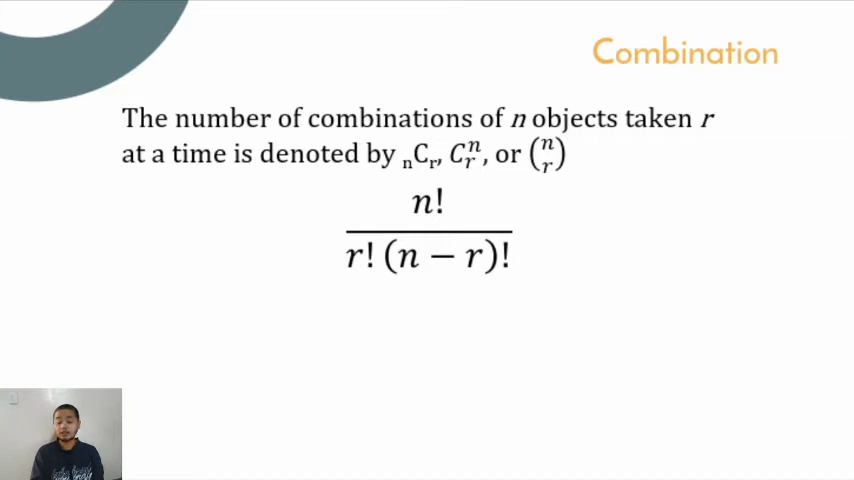 Combination
The number of combinations of n objects taken r
at a time is denoted by ₙCᵣ, Cᵣⁿ, or (ⁿᵣ)
n!
r! (n − r)!